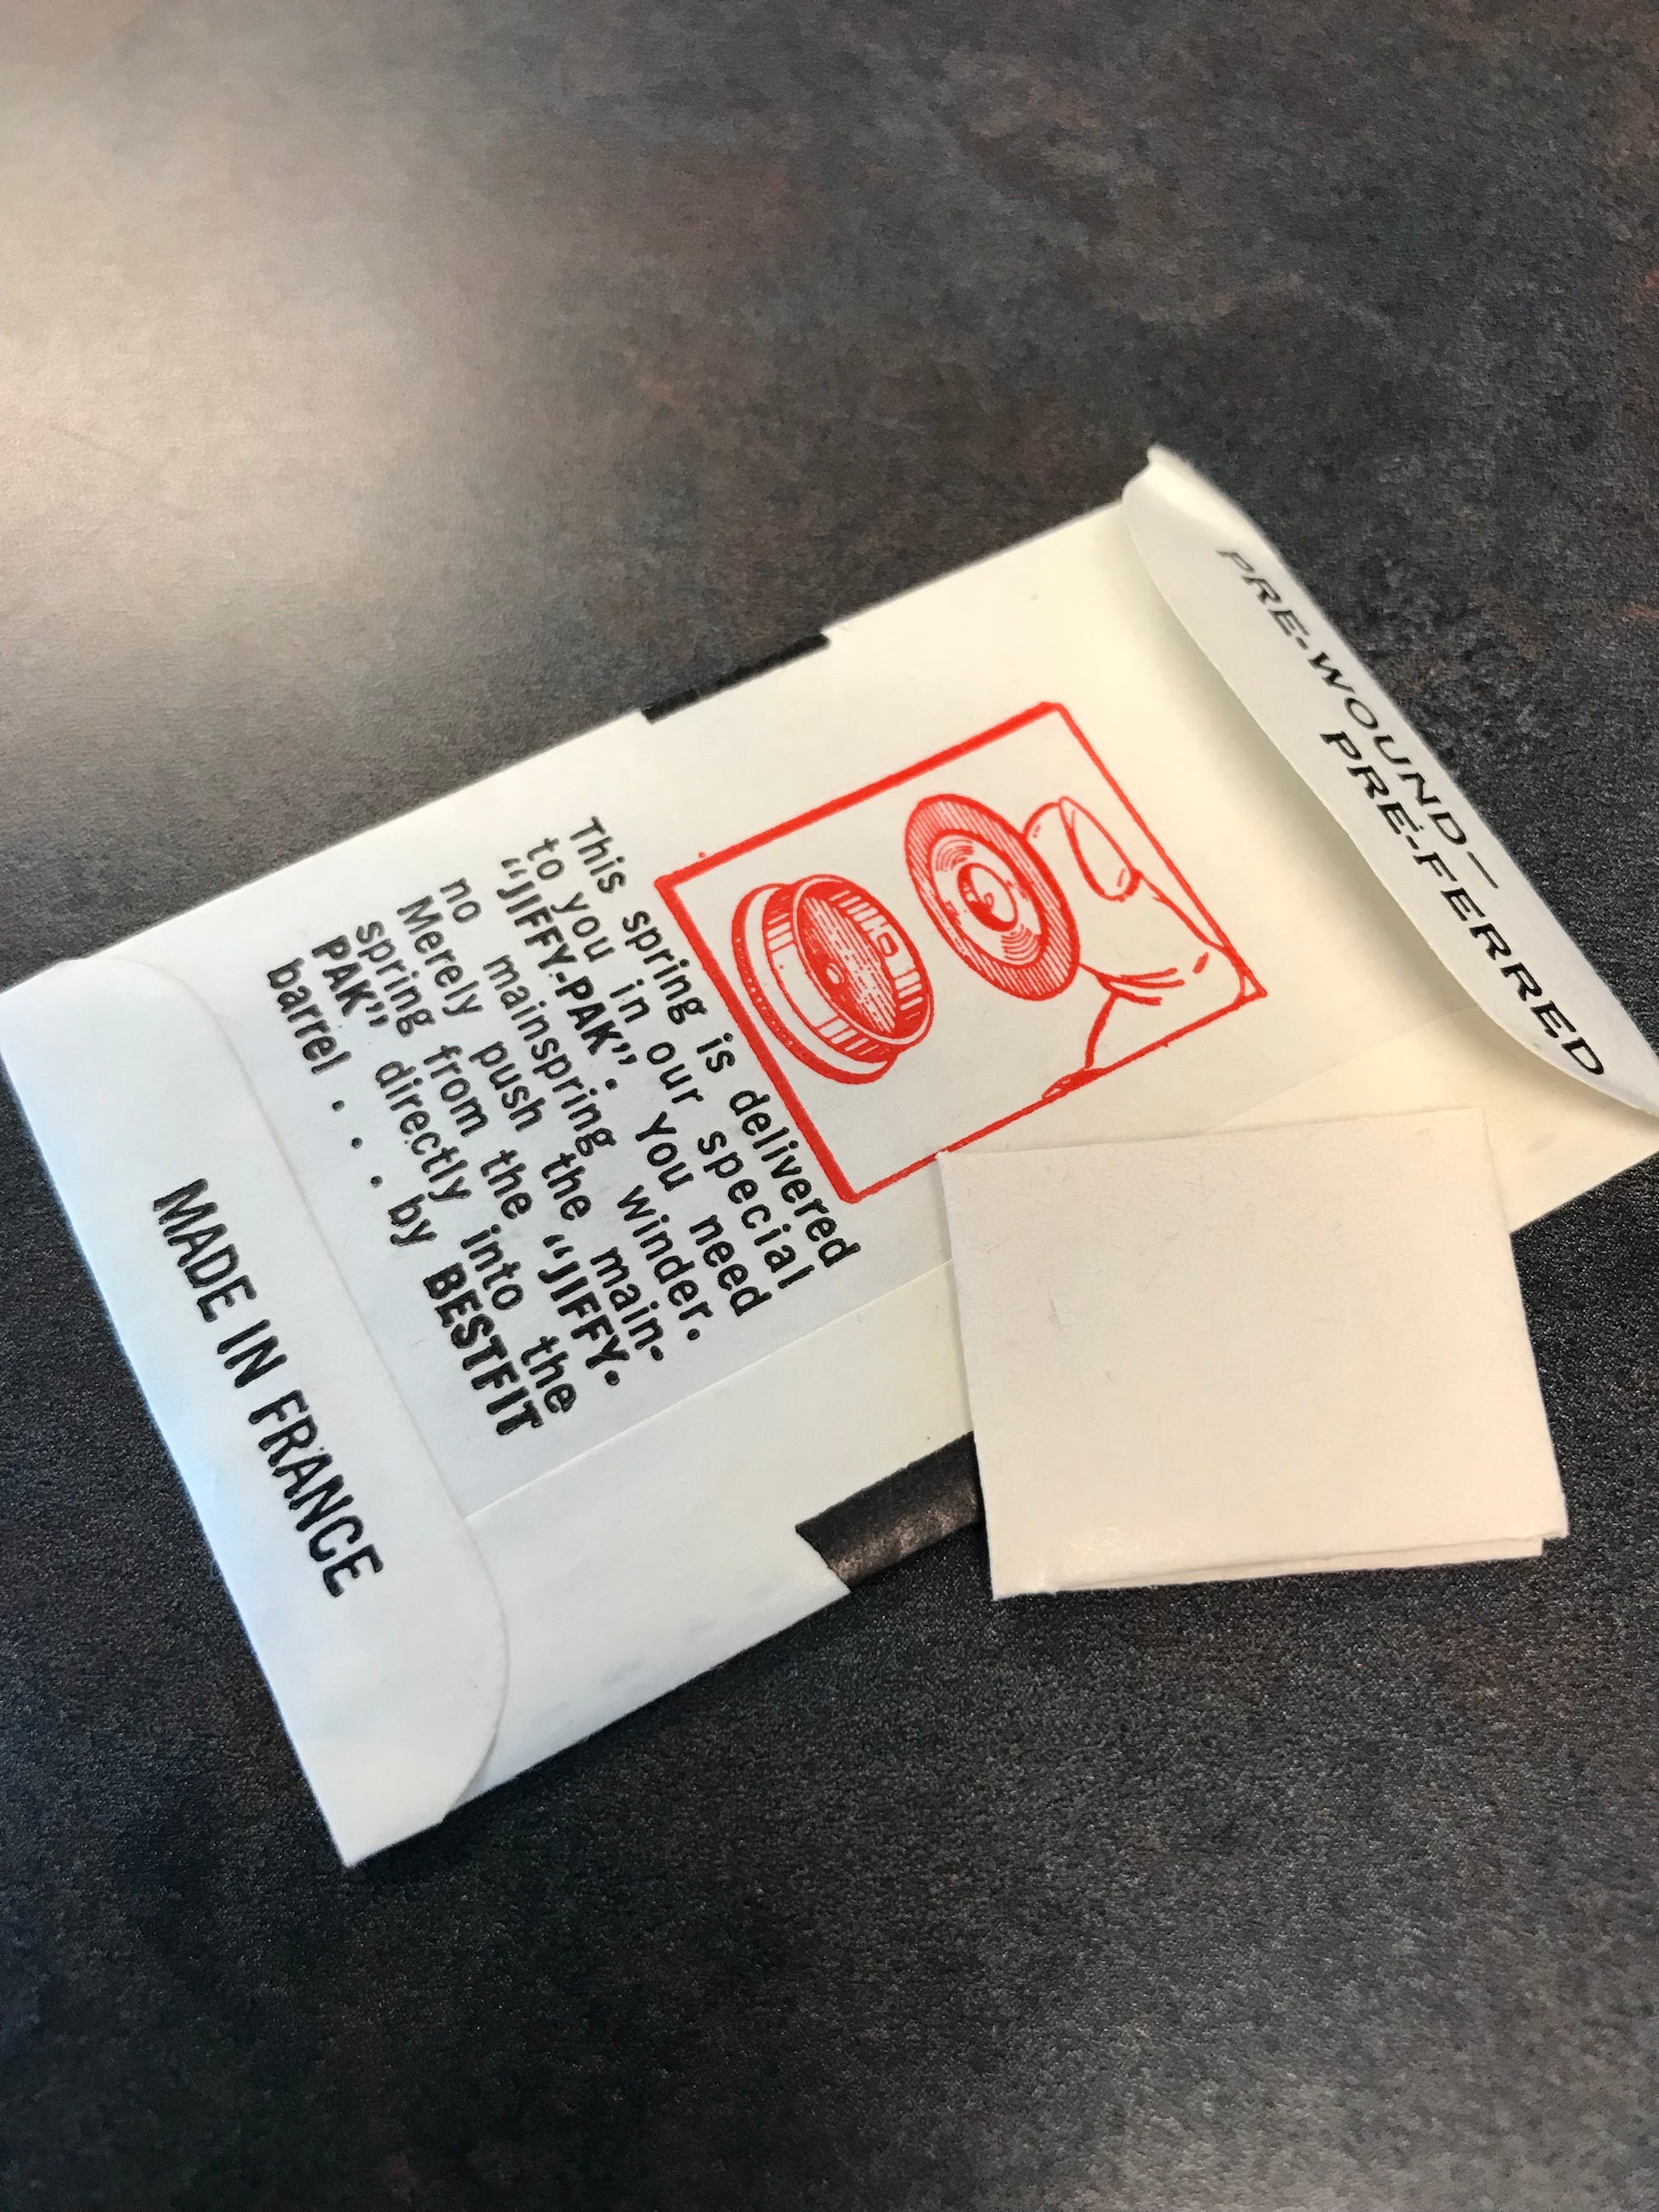 PRE-WOUND—
PRE-FERRED
This spring is delivered
to you in our special
"JIFFY-PAK". You need
no mainspring winder.
Merely push the main-
spring from the "JIFFY-
PAK" directly into the
barrel . . . by BESTFIT
MADE IN FRANCE